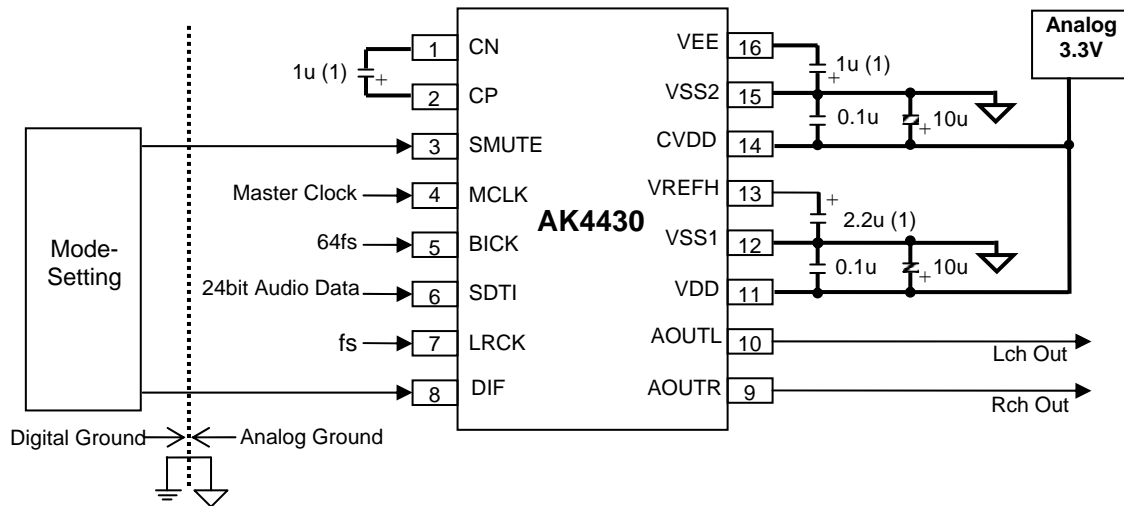 Mode-
Setting
Digital Ground
Analog Ground
1u (1)
+
Master Clock
64fs
24bit Audio Data
fs
1
CN
2
CP
3
SMUTE
4
MCLK
5
BICK
6
SDTI
7
LRCK
8
DIF
AK4430
VEE
16
VSS2
15
CVDD
14
VREFH
13
VSS1
12
VDD
11
AOUTL
10
AOUTR
9
1u (1)
+
0.1u
+
10u
+
2.2u (1)
0.1u
+
10u
Analog
3.3V
Lch Out
Rch Out